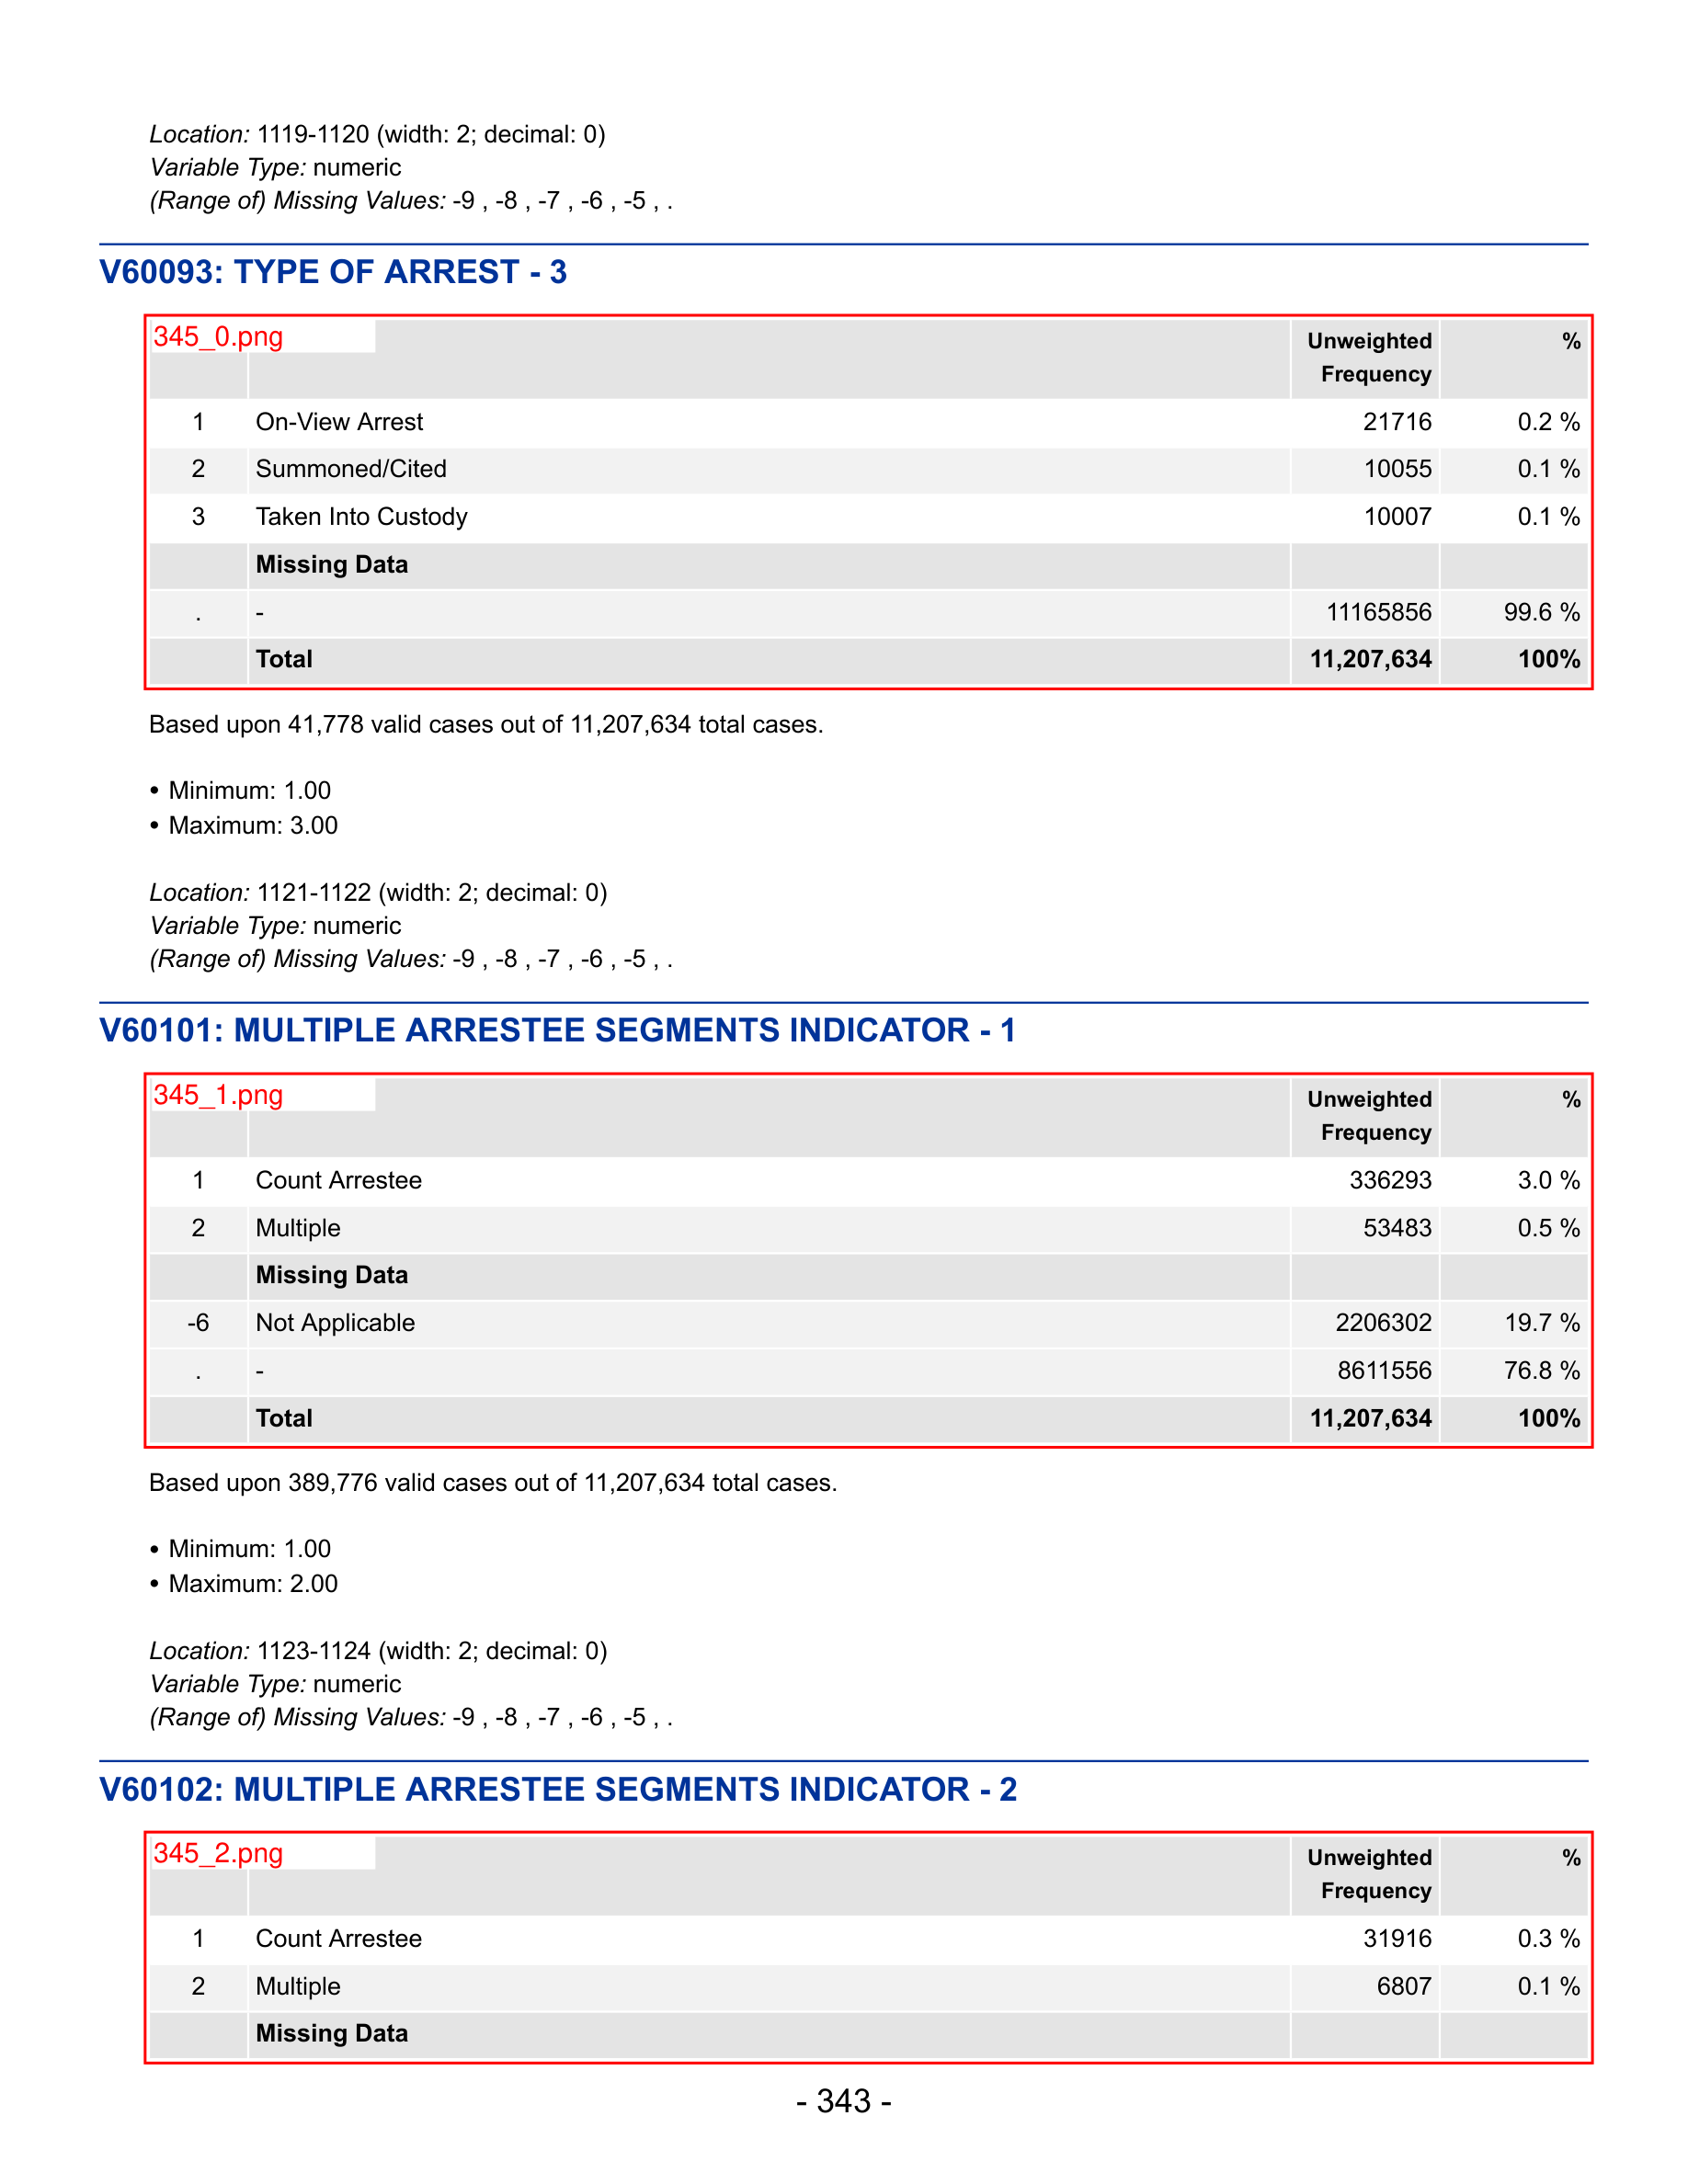 Location: 1119-1120 (width: 2; decimal: 0)
Variable Type: numeric
(Range of) Missing Values: -9 , -8 , -7 , -6 , -5 , .
V60093: TYPE OF ARREST - 3
345_0.png
Unweighted Frequency %
1 On-View Arrest 21716 0.2 %
2 Summoned/Cited 10055 0.1 %
3 Taken Into Custody 10007 0.1 %
Missing Data
. - 11165856 99.6 %
Total 11,207,634 100%
Based upon 41,778 valid cases out of 11,207,634 total cases.
• Minimum: 1.00
• Maximum: 3.00
Location: 1121-1122 (width: 2; decimal: 0)
Variable Type: numeric
(Range of) Missing Values: -9 , -8 , -7 , -6 , -5 , .
V60101: MULTIPLE ARRESTEE SEGMENTS INDICATOR - 1
345_1.png
Unweighted Frequency %
1 Count Arrestee 336293 3.0 %
2 Multiple 53483 0.5 %
Missing Data
-6 Not Applicable 2206302 19.7 %
. - 8611556 76.8 %
Total 11,207,634 100%
Based upon 389,776 valid cases out of 11,207,634 total cases.
• Minimum: 1.00
• Maximum: 2.00
Location: 1123-1124 (width: 2; decimal: 0)
Variable Type: numeric
(Range of) Missing Values: -9 , -8 , -7 , -6 , -5 , .
V60102: MULTIPLE ARRESTEE SEGMENTS INDICATOR - 2
345_2.png
Unweighted Frequency %
1 Count Arrestee 31916 0.3 %
2 Multiple 6807 0.1 %
Missing Data
- 343 -